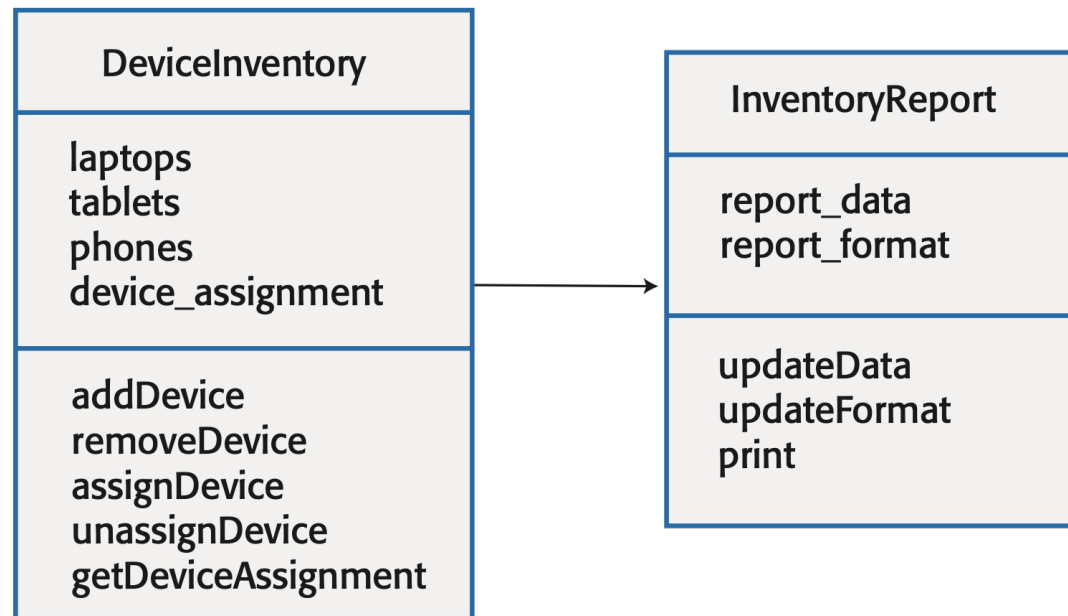 DeviceInventory
laptops
tablets
phones
device_assignment
addDevice
removeDevice
assignDevice
unassignDevice
getDeviceAssignment
InventoryReport
report_data
report_format
updateData
updateFormat
print